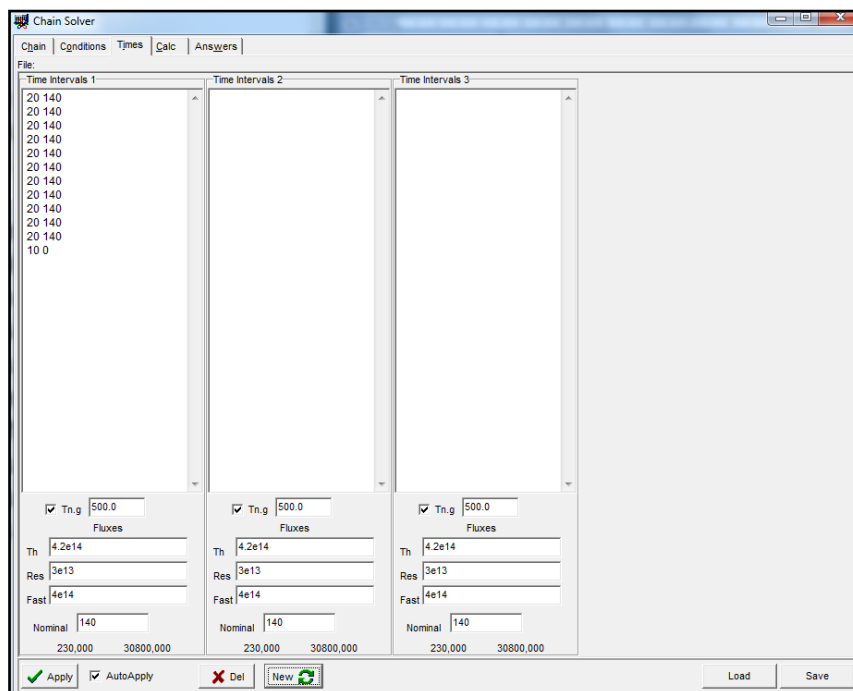 Chain Solver
Chain Conditions Times Calc Answers
File:
Time Intervals 1
20 140
20 140
20 140
20 140
20 140
20 140
20 140
20 140
20 140
20 140
20 140
10 0
Tn.g 500.0
Fluxes
Th 4.2e14
Res 3e13
Fast 4e14
Nominal 140
230,000 30800,000
Time Intervals 2
Tn.g 500.0
Fluxes
Th 4.2e14
Res 3e13
Fast 4e14
Nominal 140
230,000 30800,000
Time Intervals 3
Tn.g 500.0
Fluxes
Th 4.2e14
Res 3e13
Fast 4e14
Nominal 140
230,000 30800,000
Apply AutoApply Del New Load Save